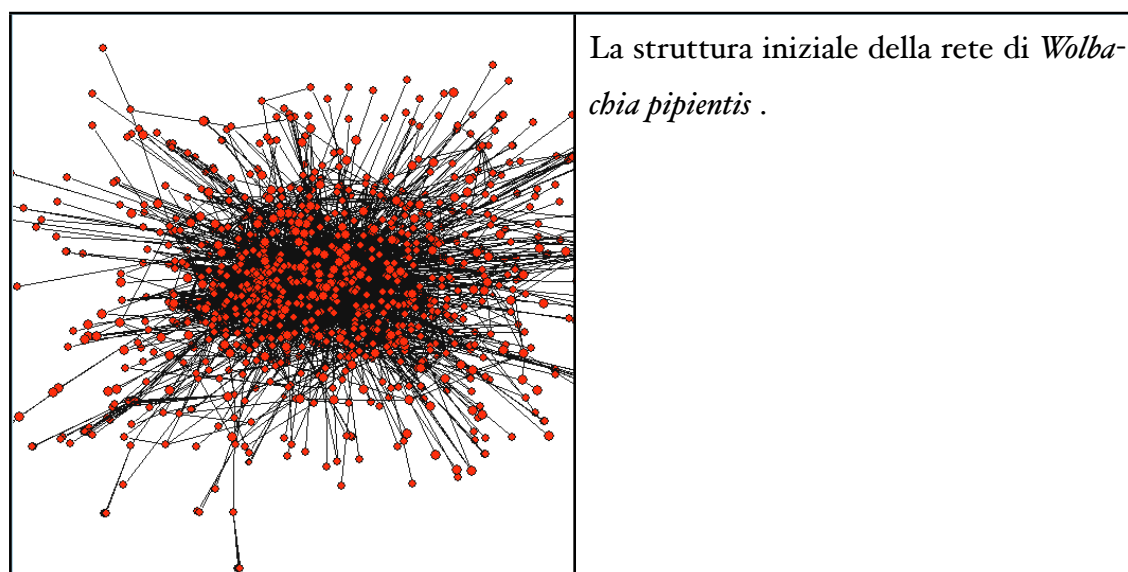 La struttura iniziale della rete di Wolba-
chia pipientis .